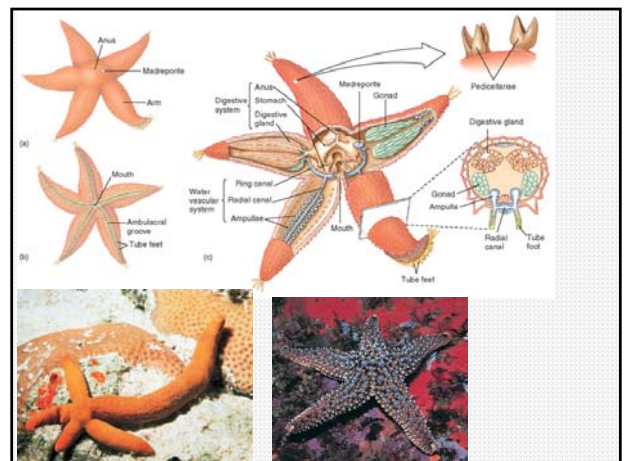 Anus
Madreporite
Arm
(a)
Mouth
Ambulacral
groove
Tube feet
(b)
Anus
Digestive
system
Stomach
Digestive
gland
Madreporite
Gonad
Water
vascular
system
Ring canal
Radial canal
Ampullae
Mouth
(c)
Tube feet
Pedicellariae
Digestive gland
Gonad
Ampulla
Radial
canal
Tube
foot